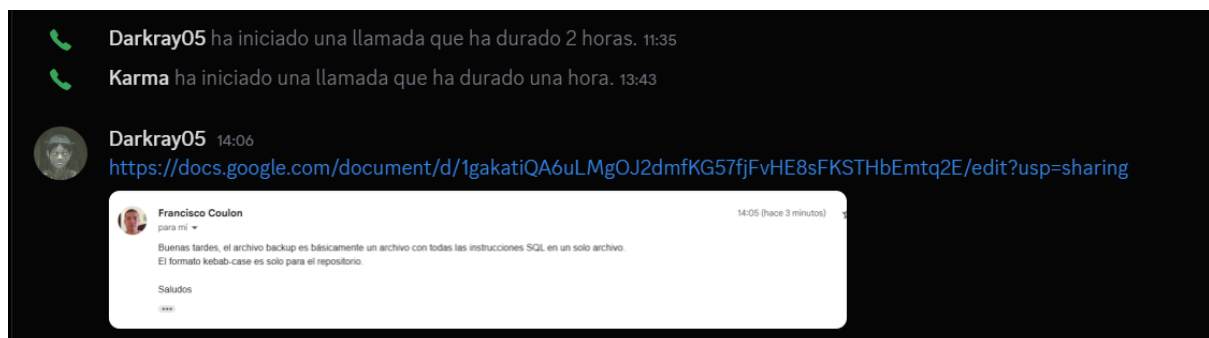 Darkray05 ha iniciado una llamada que ha durado 2 horas. 11:35
Karma ha iniciado una llamada que ha durado una hora. 13:43
Darkray05 14:06
https://docs.google.com/document/d/1gakatiQA6uLMgOJ2dmfKG57fjFvHE8sFKSTHbEmtq2E/edit?usp=sharing
Francisco Coulon 14:05 (hace 3 minutos)
para mí
Buenas tardes, el archivo backup es básicamente un archivo con todas las instrucciones SQL en un solo archivo.
El formato kebab-case es solo para el repositorio.
Saludos